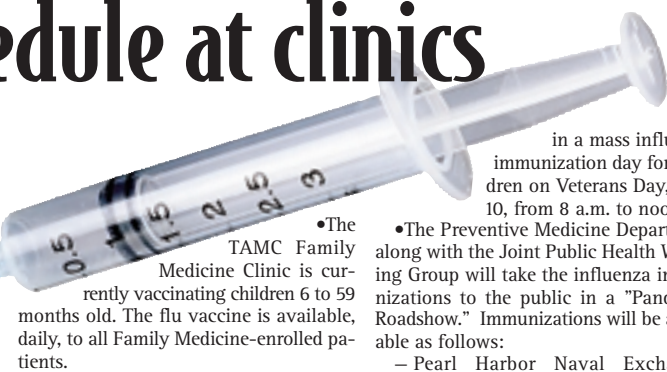 edule at clinics
0.5
1
1.5
2
2.5
3
•The
TAMC Family
Medicine Clinic is cur-
rently vaccinating children 6 to 59
months old. The flu vaccine is available,
daily, to all Family Medicine-enrolled pa-
tients.
in a mass influ
immunization day for
dren on Veterans Day,
10, from 8 a.m. to noo
•The Preventive Medicine Depart
along with the Joint Public Health W
ing Group will take the influenza i
nizations to the public in a ”Pand
Roadshow.” Immunizations will be
able as follows:
— Pearl Harbor Naval Exch